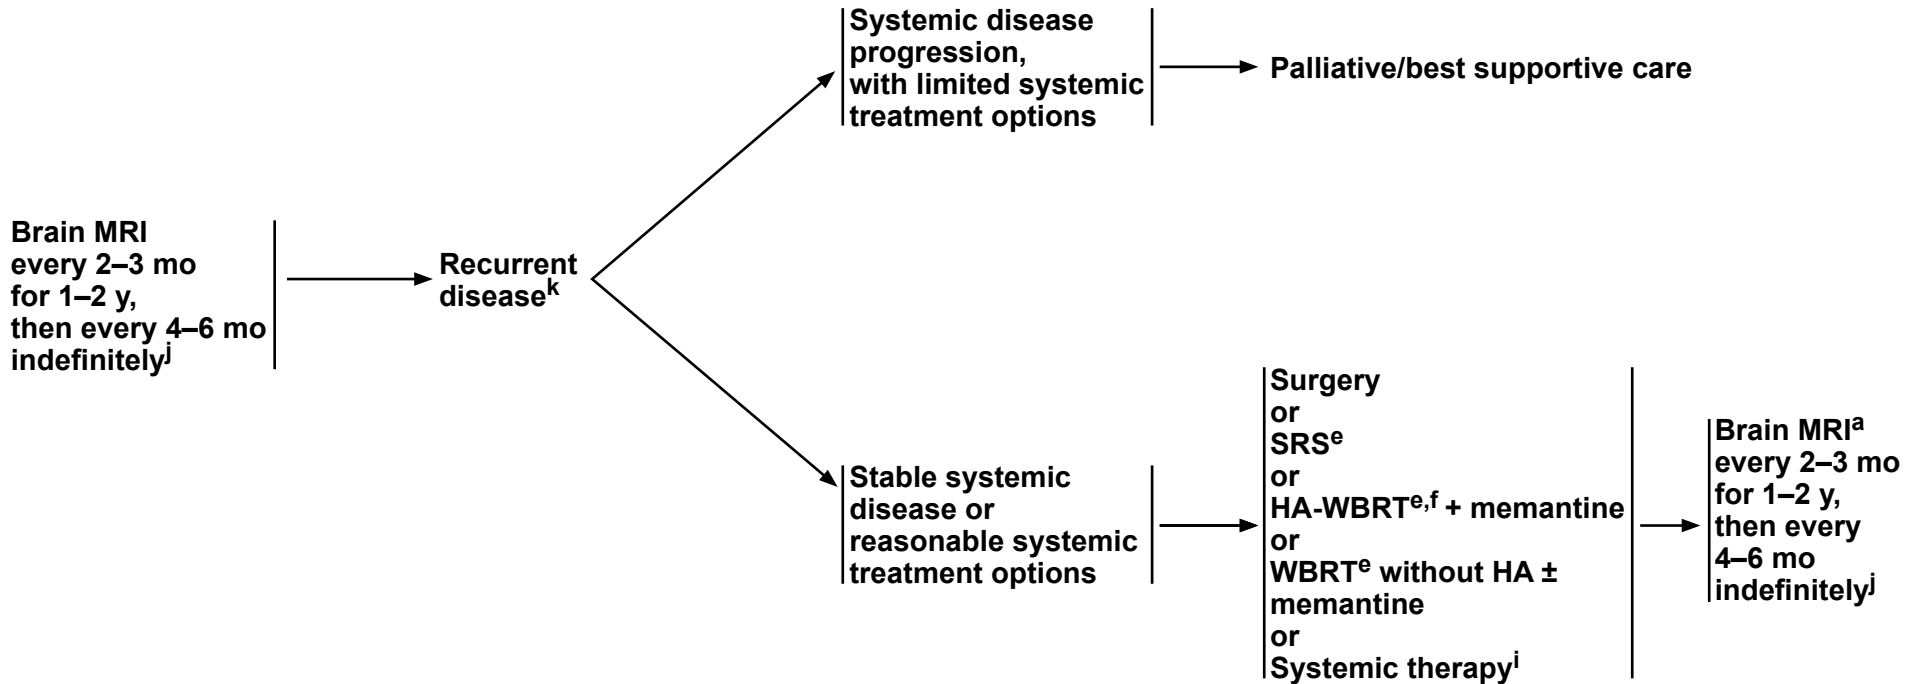 Brain MRI
every 2–3 mo
for 1–2 y,
then every 4–6 mo
indefinitelyj
Recurrent
diseasek
Systemic disease
progression,
with limited systemic
treatment options
Palliative/best supportive care
Stable systemic
disease or
reasonable systemic
treatment options
Surgery
or
SRSe
or
HA-WBRTe,f + memantine
or
WBRTe without HA ±
memantine
or
Systemic therapyi
Brain MRIa
every 2–3 mo
for 1–2 y,
then every
4–6 mo
indefinitelyj